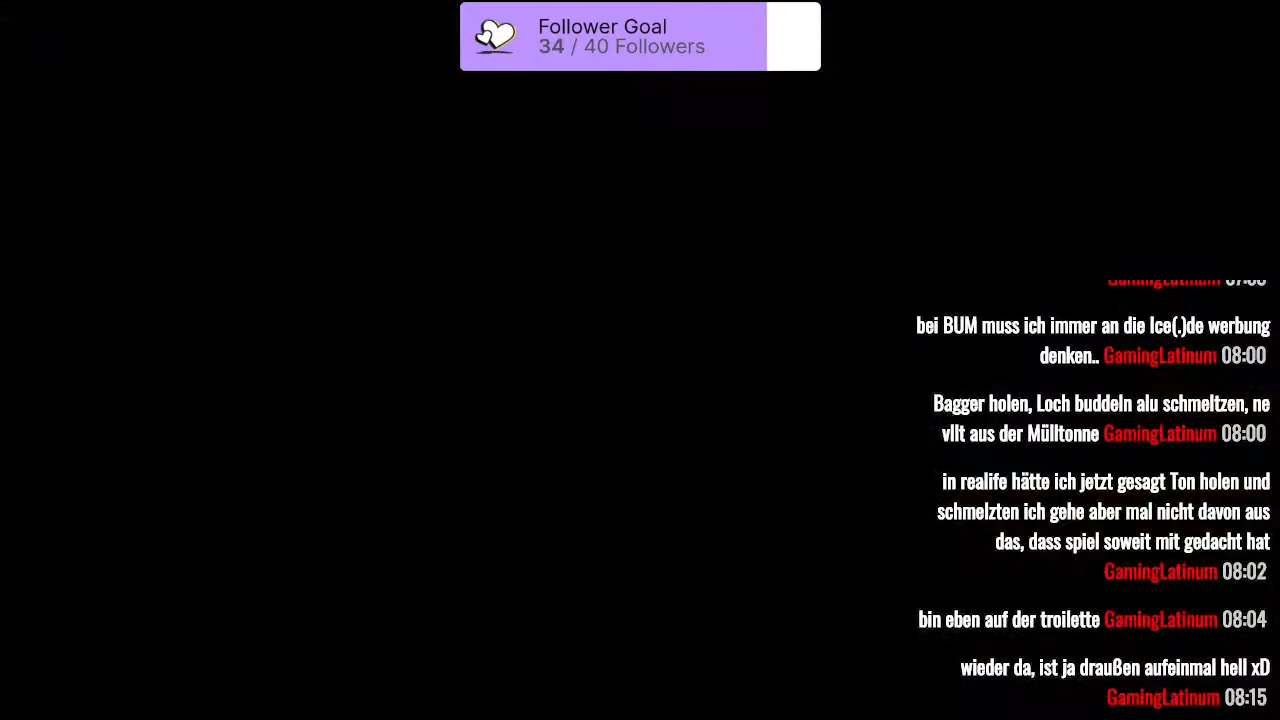 Follower Goal
34 / 40 Followers
GamingLatinum
bei BUM muss ich immer an die Ice(.)de werbung
denken.. GamingLatinum 08:00
Bagger holen, Loch buddeln alu schmeltzen, ne
vllt aus der Mülltonne GamingLatinum 08:00
in realife hätte ich jetzt gesagt Ton holen und
schmelzten ich gehe aber mal nicht davon aus
das, dass spiel soweit mit gedacht hat
GamingLatinum 08:02
bin eben auf der troilette GamingLatinum 08:04
wieder da, ist ja draußen aufeinmal hell xD
GamingLatinum 08:15